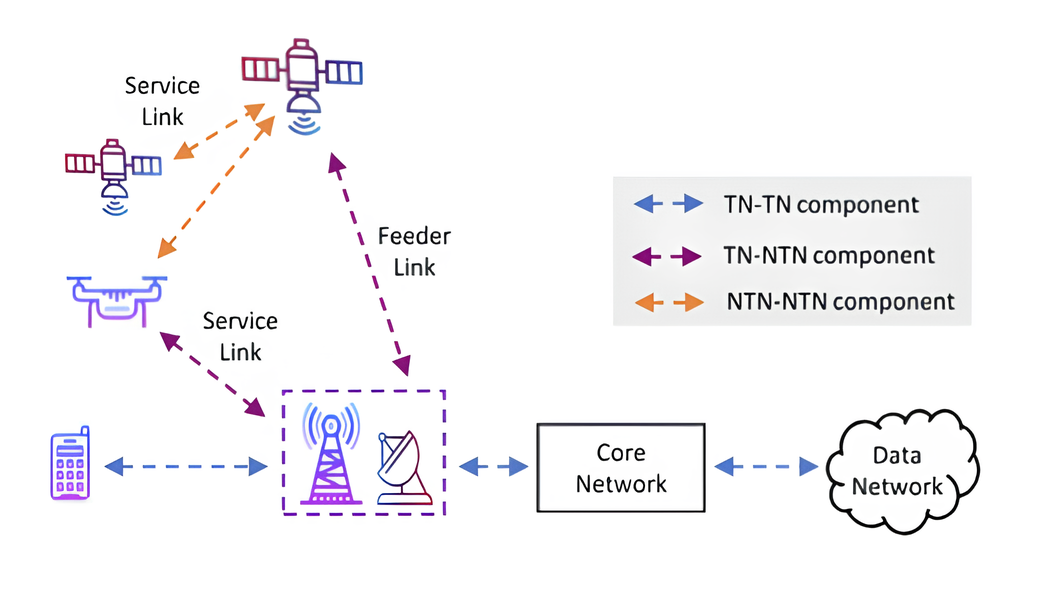 Service
Link
Feeder
Link
Service
Link
TN-TN component
TN-NTN component
NTN-NTN component
Core
Network
Data
Network